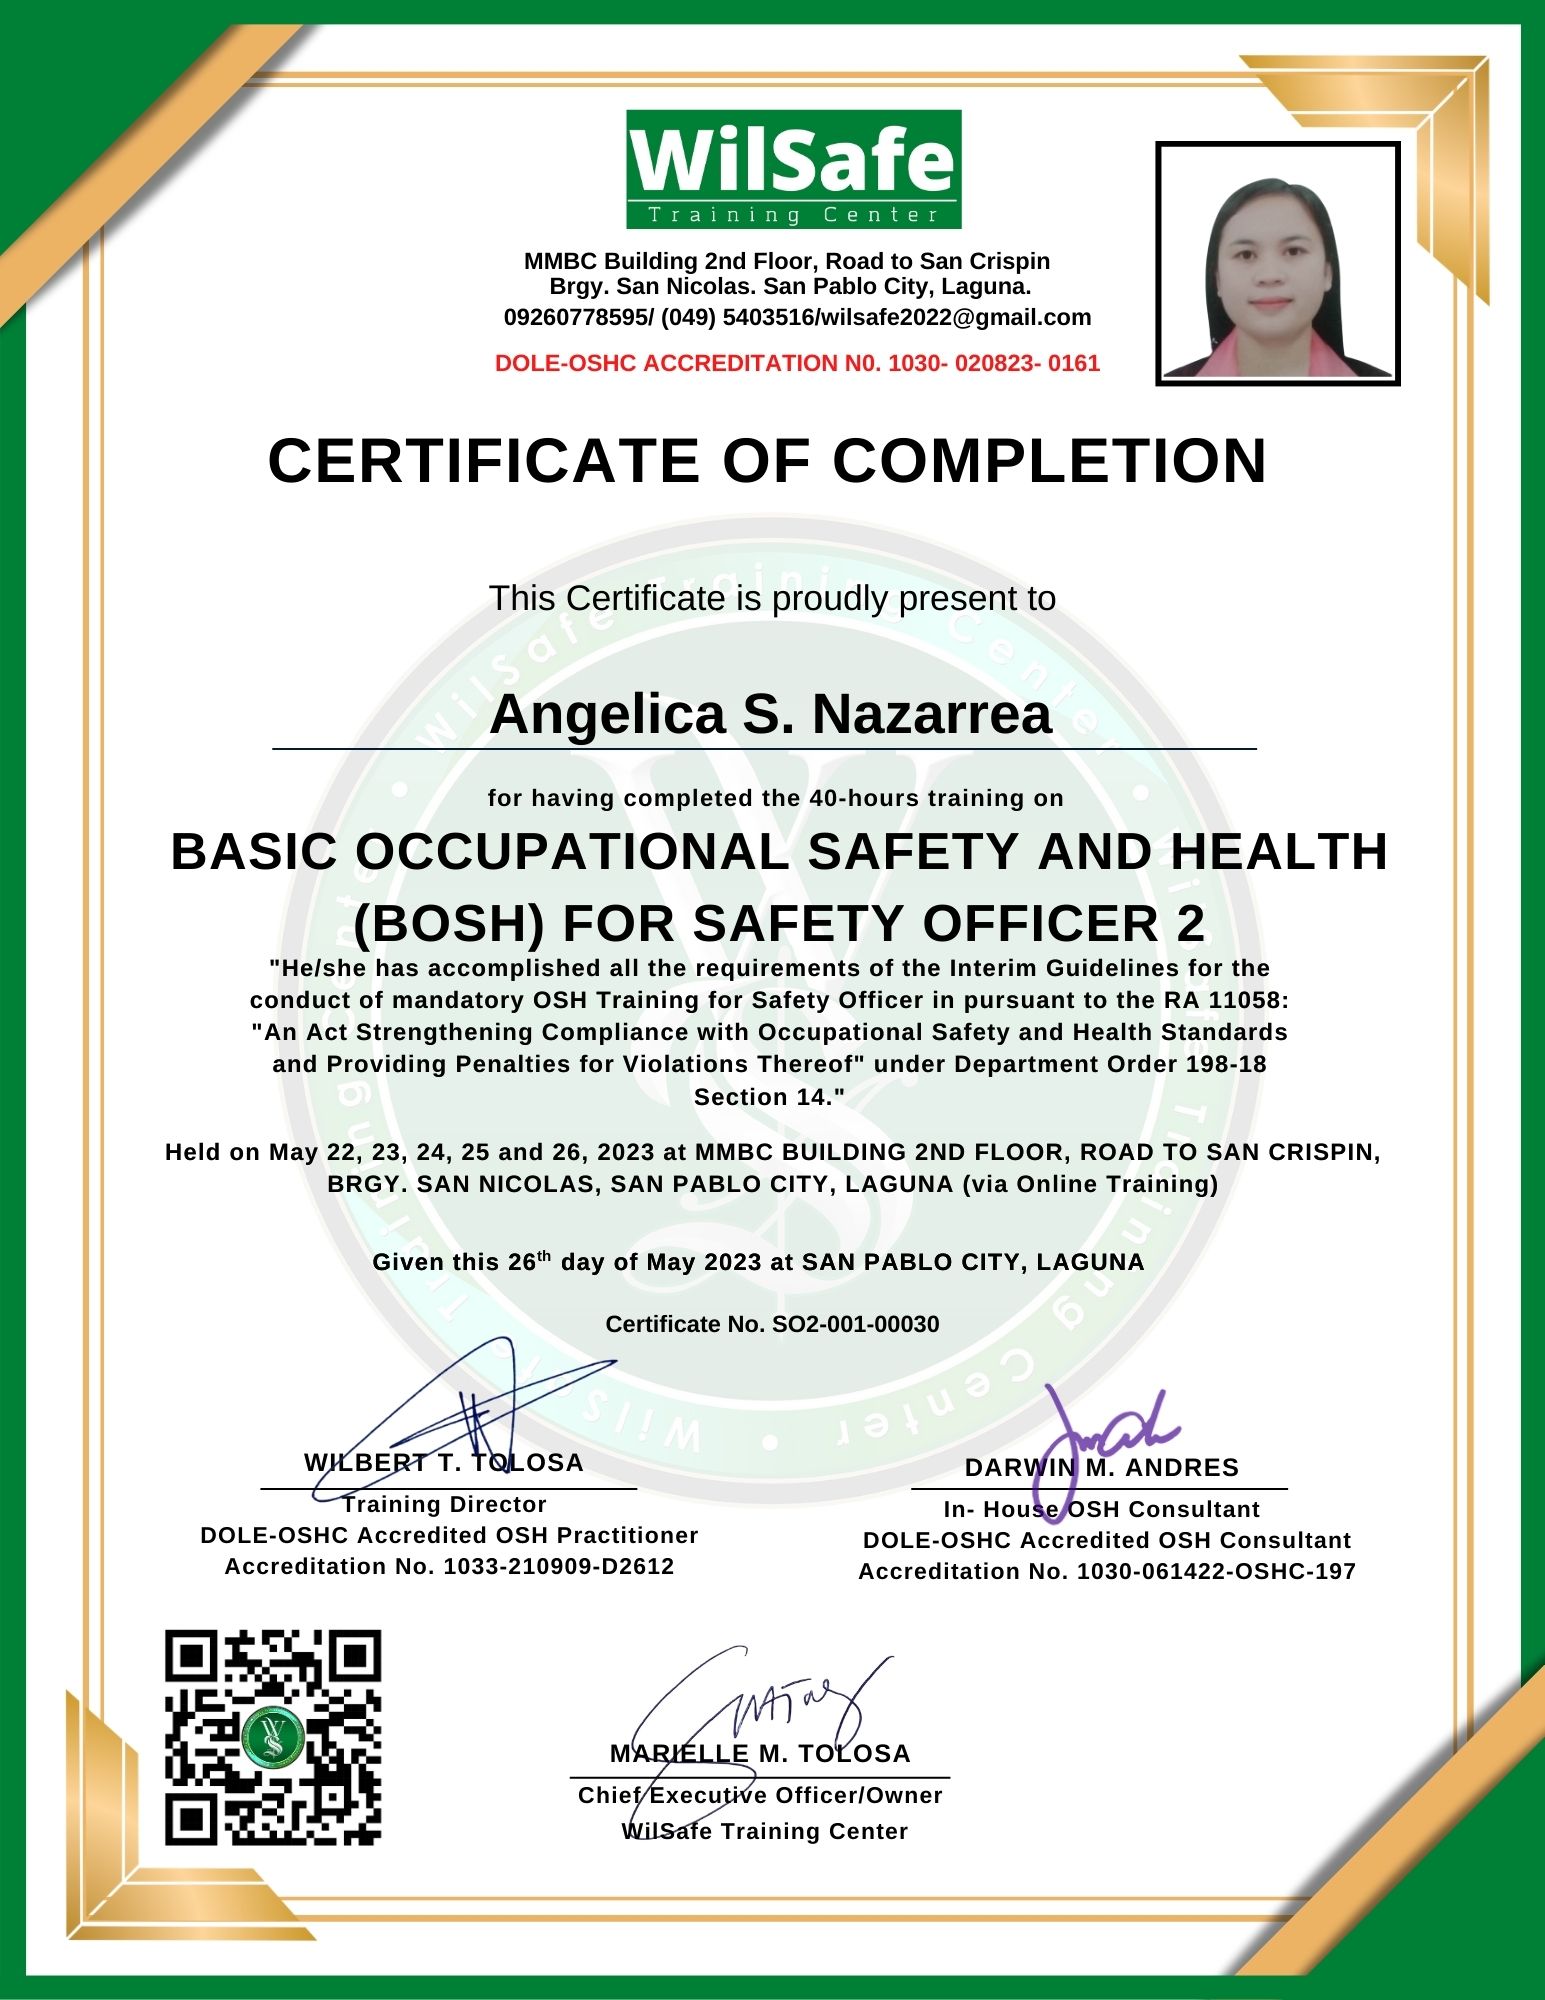 WilSafe
Training Center
MMBC Building 2nd Floor, Road to San Crispin
Brgy. San Nicolas. San Pablo City, Laguna.
09260778595/ (049) 5403516/wilsafe2022@gmail.com
DOLE-OSHC ACCREDITATION N0. 1030- 020823- 0161
CERTIFICATE OF COMPLETION
This Certificate is proudly present to
Angelica S. Nazarrea
for having completed the 40-hours training on
BASIC OCCUPATIONAL SAFETY AND HEALTH
(BOSH) FOR SAFETY OFFICER 2
"He/she has accomplished all the requirements of the Interim Guidelines for the
conduct of mandatory OSH Training for Safety Officer in pursuant to the RA 11058:
"An Act Strengthening Compliance with Occupational Safety and Health Standards
and Providing Penalties for Violations Thereof" under Department Order 198-18
Section 14."
Held on May 22, 23, 24, 25 and 26, 2023 at MMBC BUILDING 2ND FLOOR, ROAD TO SAN CRISPIN,
BRGY. SAN NICOLAS, SAN PABLO CITY, LAGUNA (via Online Training)
Given this 26th day of May 2023 at SAN PABLO CITY, LAGUNA
Certificate No. SO2-001-00030
WILBERT T. TOLOSA
Training Director
DOLE-OSHC Accredited OSH Practitioner
Accreditation No. 1033-210909-D2612
DARWIN M. ANDRES
In- House OSH Consultant
DOLE-OSHC Accredited OSH Consultant
Accreditation No. 1030-061422-OSHC-197
MARIELLE M. TOLOSA
Chief Executive Officer/Owner
WilSafe Training Center
WilSafe Training Center • WilSafe Training Center • WilSafe Training Center •